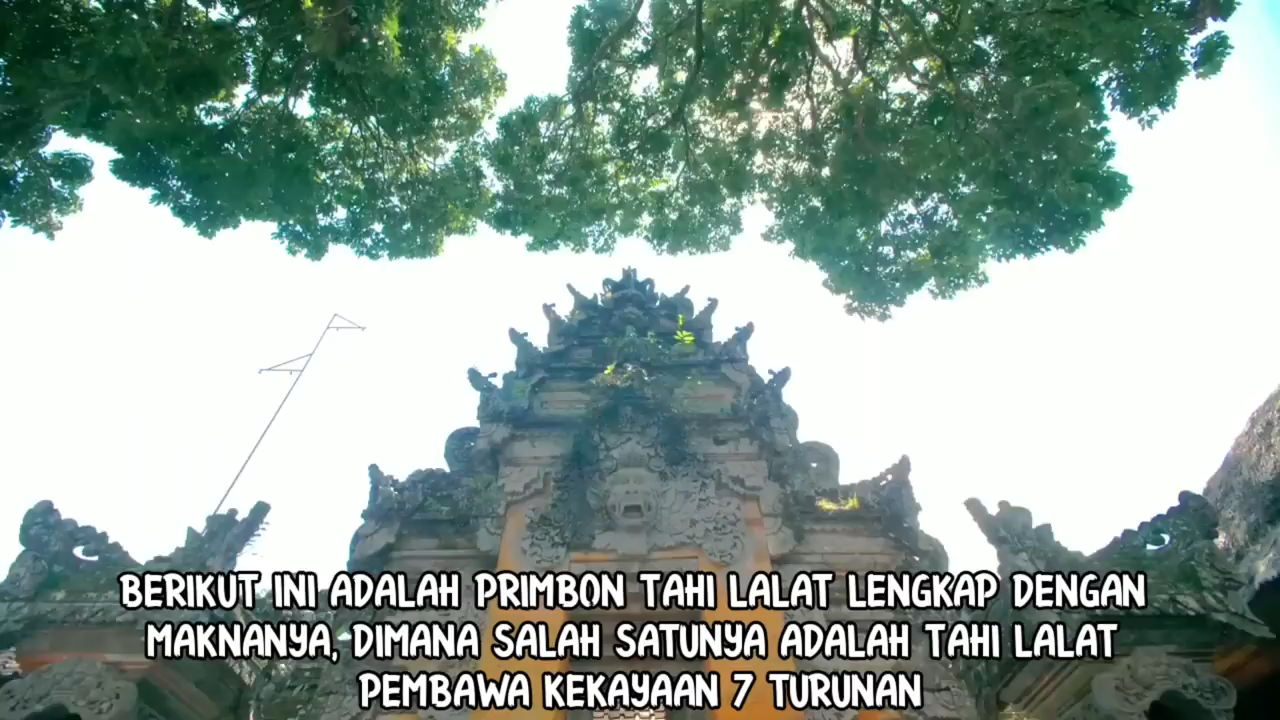 BERIKUT INI ADALAH PRIMBON TAHI LALAT LENGKAP DENGAN
MAKNANYA, DIMANA SALAH SATUNYA ADALAH TAHI LALAT
PEMBAWA KEKAYAAN 7 TURUNAN